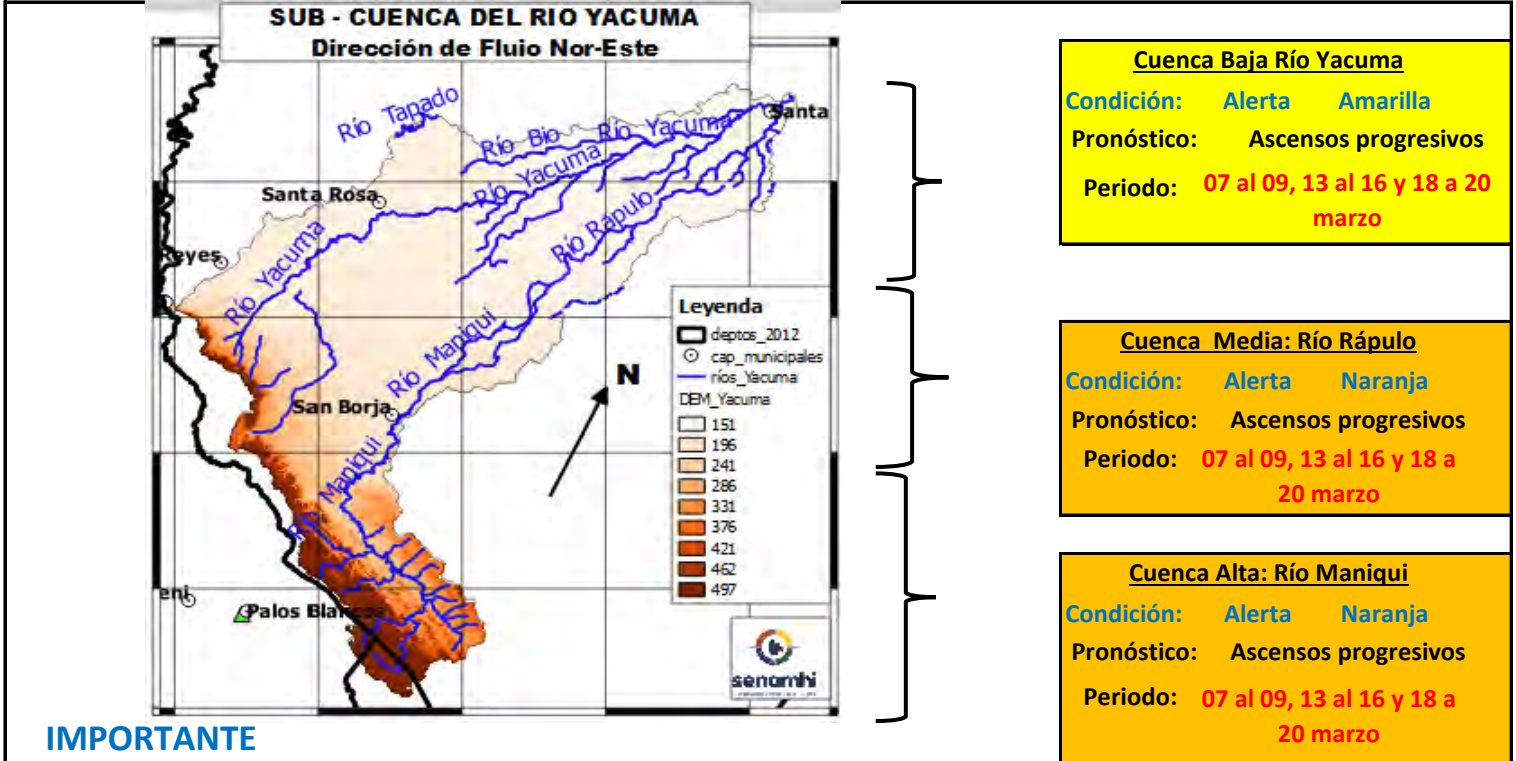 SUB - CUENCA DEL RIO YACUMA
Dirección de Flujo Nor-Este
Río Tapado
Río Bio
Río Yacuma
Santa
Río Yacuma
Santa Rosa
Río Rápulo
Reyes
Río Yacuma
Río Maniqui
San Borja
Río Maniqui
eni
Palos Blancos
N
Leyenda
deptos_2012
cap_municipales
ríos_Yacuma
DEM_Yacuma
151
196
241
286
331
376
421
462
497
senamhi
IMPORTANTE
Cuenca Baja Río Yacuma
Condición: Alerta Amarilla
Pronóstico: Ascensos progresivos
Periodo: 07 al 09, 13 al 16 y 18 a 20
marzo
Cuenca Media: Río Rápulo
Condición: Alerta Naranja
Pronóstico: Ascensos progresivos
Periodo: 07 al 09, 13 al 16 y 18 a
20 marzo
Cuenca Alta: Río Maniqui
Condición: Alerta Naranja
Pronóstico: Ascensos progresivos
Periodo: 07 al 09, 13 al 16 y 18 a
20 marzo